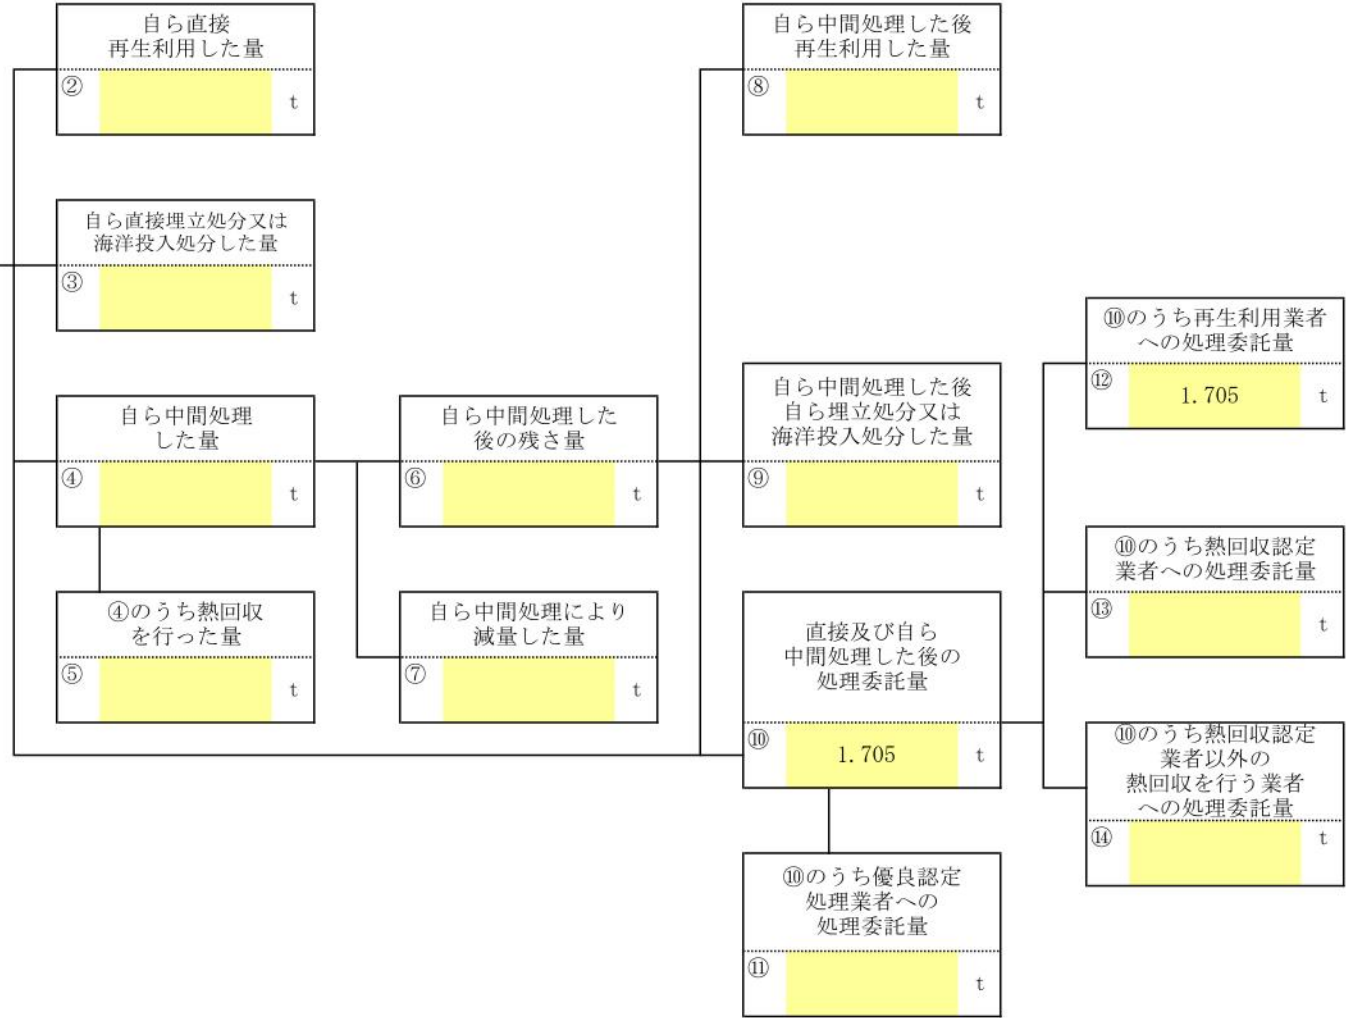 自ら直接
再生利用した量
②
t
自ら中間処理した後
再生利用した量
⑧
t
自ら直接埋立処分又は
海洋投入処分した量
③
t
⑩のうち再生利用業者
への処理委託量
⑫
1.705
t
自ら中間処理
した量
④
t
自ら中間処理した
後の残さ量
⑥
t
自ら中間処理した後
自ら埋立処分又は
海洋投入処分した量
⑨
t
⑩のうち熱回収認定
業者への処理委託量
⑬
t
④のうち熱回収
を行った量
⑤
t
自ら中間処理により
減量した量
⑦
t
直接及び自ら
中間処理した後の
処理委託量
⑩
1.705
t
⑩のうち熱回収認定
業者以外の
熱回収を行う業者
への処理委託量
⑭
t
⑩のうち優良認定
処理業者への
処理委託量
⑪
t